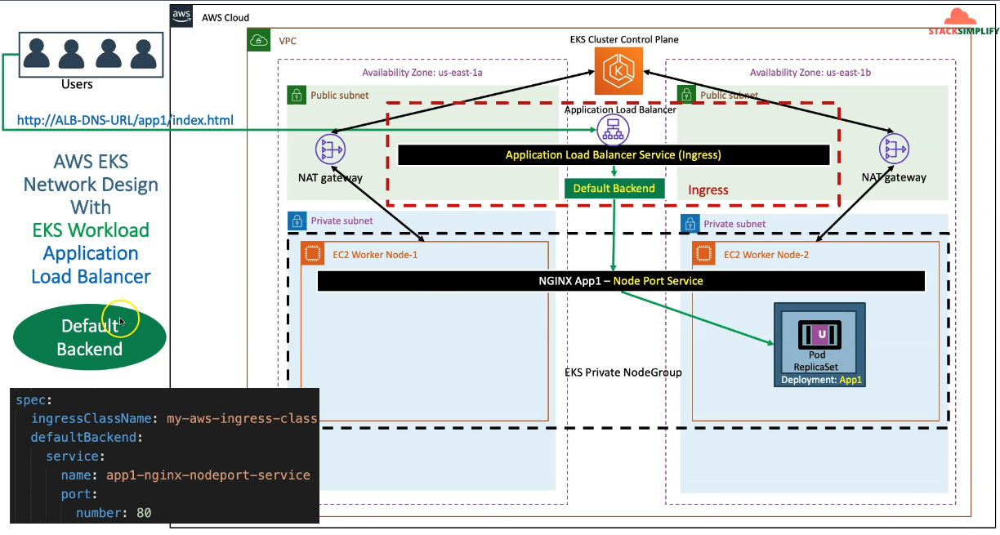 aws
AWS Cloud
STACKSIMPLIFY
VPC
EKS Cluster Control Plane
Users
Availability Zone: us-east-1a
Availability Zone: us-east-1b
Public subnet
Public subnet
Application Load Balancer
http://ALB-DNS-URL/app1/index.html
Application Load Balancer Service (Ingress)
NAT gateway
NAT gateway
Default Backend
Ingress
AWS EKS
Network Design
With
EKS Workload
Application
Load Balancer
Private subnet
Private subnet
EC2 Worker Node-1
EC2 Worker Node-2
NGINX App1 – Node Port Service
Default
Backend
U
Pod
ReplicaSet
Deployment: App1
EKS Private NodeGroup
spec:
ingressClassName: my-aws-ingress-class
defaultBackend:
service:
name: app1-nginx-nodeport-service
port:
number: 80